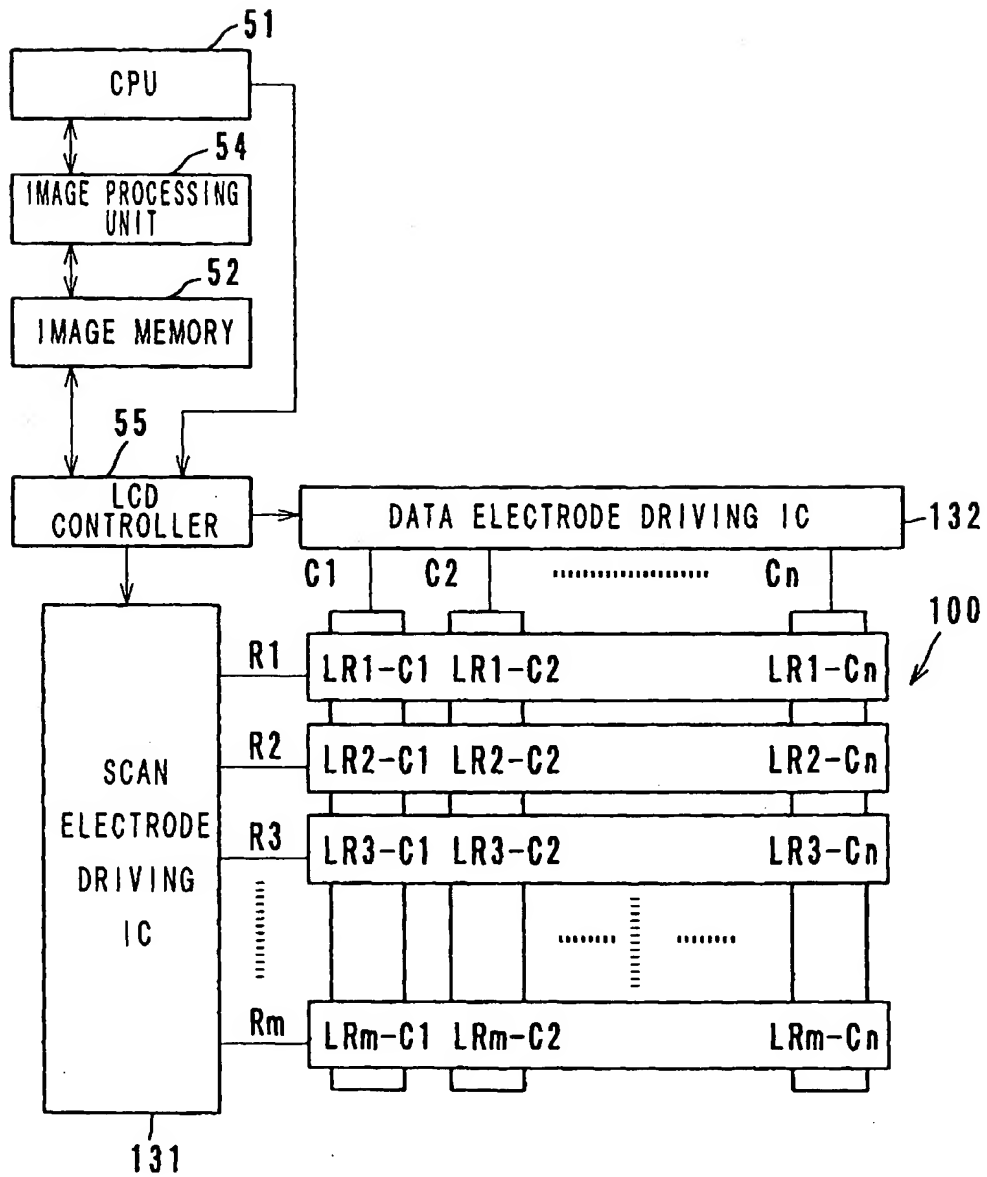 51
CPU
54
IMAGE PROCESSING
UNIT
52
IMAGE MEMORY
55
LCD
CONTROLLER
DATA ELECTRODE DRIVING IC
132
C1 C2 Cn
100
R1
LR1-C1 LR1-C2 LR1-Cn
R2
LR2-C1 LR2-C2 LR2-Cn
SCAN
ELECTRODE
DRIVING
IC
R3
LR3-C1 LR3-C2 LR3-Cn
Rm
LRm-C1 LRm-C2 LRm-Cn
131